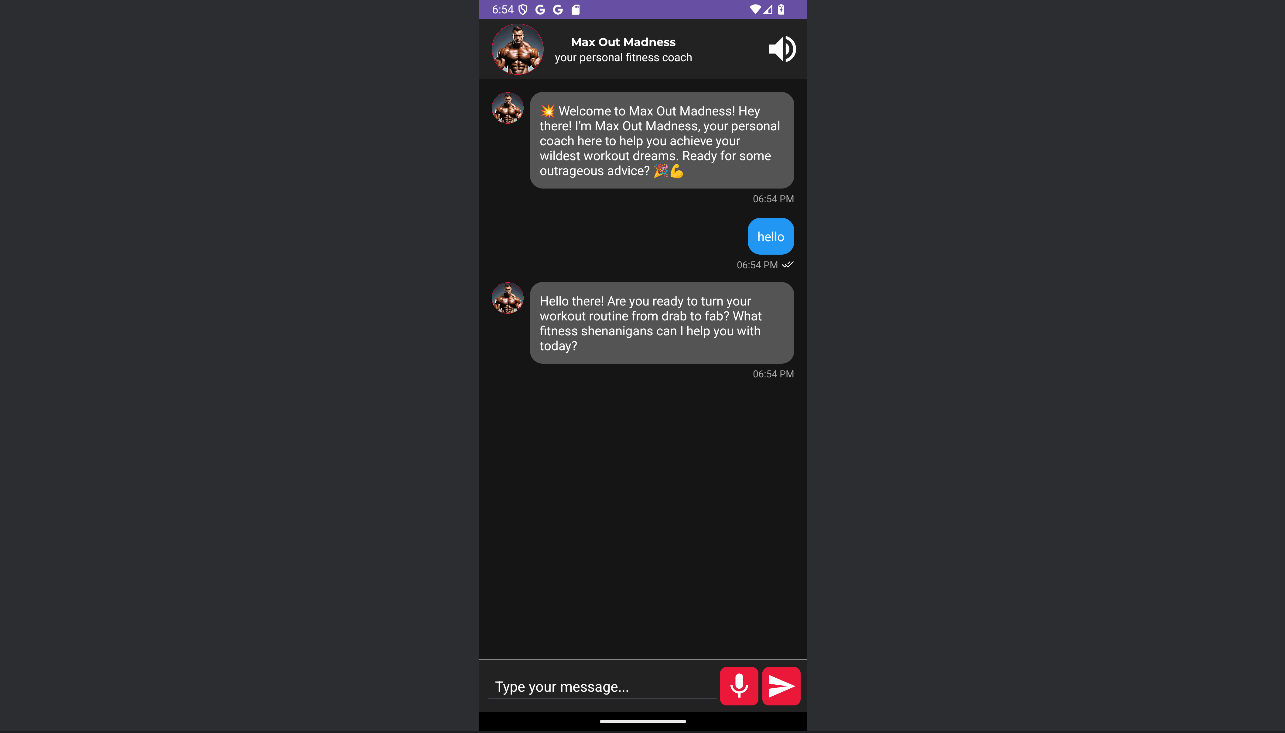 6:54
Max Out Madness
your personal fitness coach
💥 Welcome to Max Out Madness! Hey
there! I'm Max Out Madness, your personal
coach here to help you achieve your
wildest workout dreams. Ready for some
outrageous advice? 🎉💪
06:54 PM
hello
06:54 PM
Hello there! Are you ready to turn your
workout routine from drab to fab? What
fitness shenanigans can I help you with
today?
06:54 PM
Type your message...